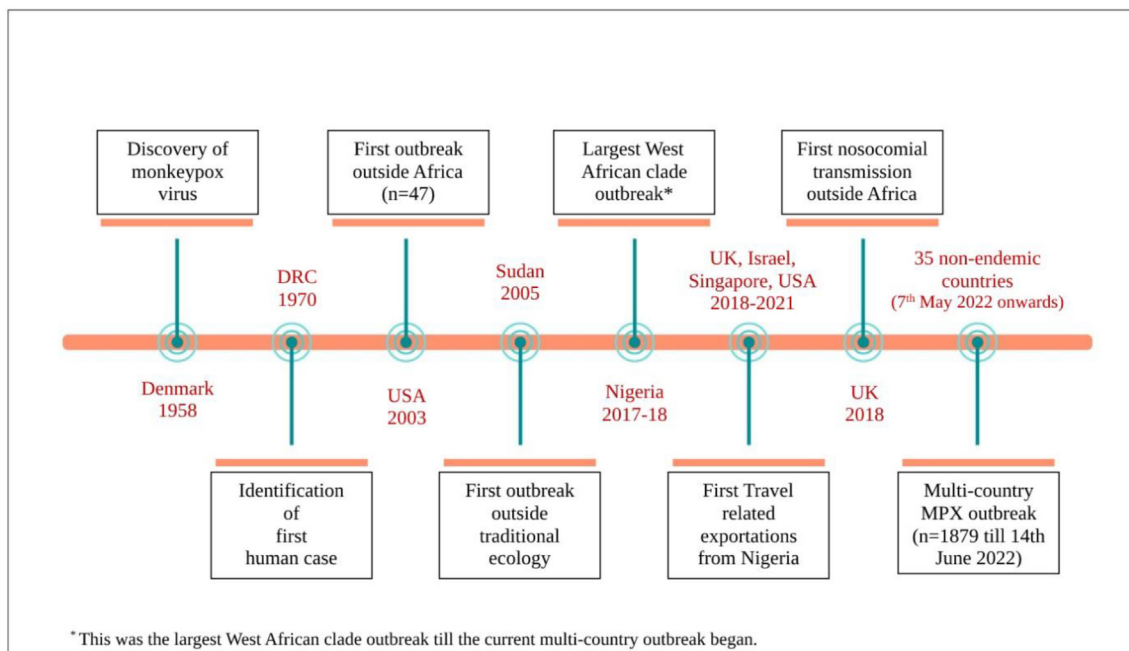 Discovery of
monkeypox
virus
First outbreak
outside Africa
(n=47)
Largest West
African clade
outbreak*
First nosocomial
transmission
outside Africa
DRC
1970
Sudan
2005
UK, Israel,
Singapore, USA
2018-2021
35 non-endemic
countries
(7th May 2022 onwards)
Denmark
1958
USA
2003
Nigeria
2017-18
UK
2018
Identification
of
first
human case
First outbreak
outside
traditional
ecology
First Travel
related
exportations
from Nigeria
Multi-country
MPX outbreak
(n=1879 till 14th
June 2022)
* This was the largest West African clade outbreak till the current multi-country outbreak began.